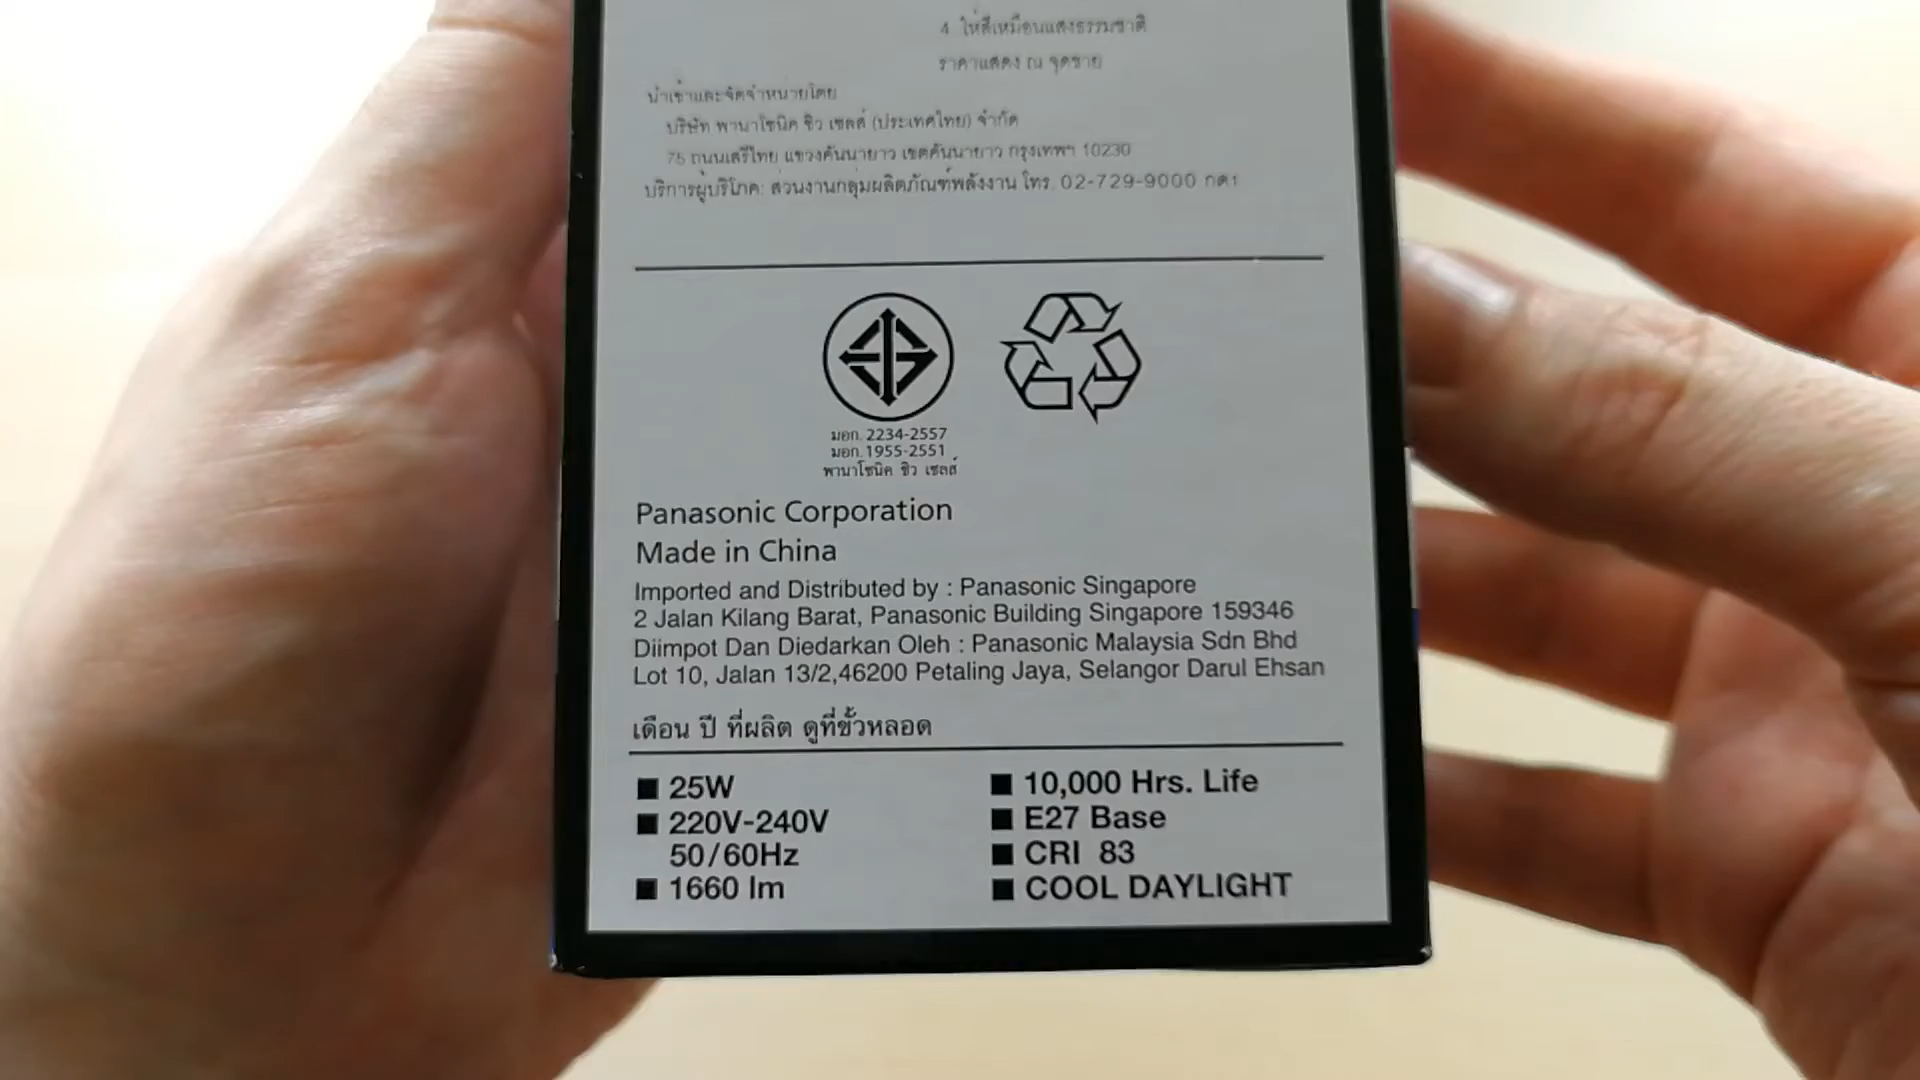 4. ให้สีเหมือนแสงธรรมชาติ
ราคาแสดง ณ จุดขาย
นำเข้าและจัดจำหน่ายโดย
บริษัท พานาโซนิค ซิว เซลส์ (ประเทศไทย) จำกัด
75 ถนนเสรีไทย แขวงคันนายาว เขตคันนายาว กรุงเทพฯ 10230
บริการผู้บริโภค: ส่วนงานกลุ่มผลิตภัณฑ์พลังงาน โทร. 02-729-9000 กด1
มอก. 2234-2557
มอก. 1955-2551
พานาโซนิค ซิว เซลส์
Panasonic Corporation
Made in China
Imported and Distributed by : Panasonic Singapore
2 Jalan Kilang Barat, Panasonic Building Singapore 159346
Diimpot Dan Diedarkan Oleh : Panasonic Malaysia Sdn Bhd
Lot 10, Jalan 13/2,46200 Petaling Jaya, Selangor Darul Ehsan
เดือน ปี ที่ผลิต ดูที่ขั้วหลอด
■ 25W
■ 220V-240V
50/60Hz
■ 1660 lm
■ 10,000 Hrs. Life
■ E27 Base
■ CRI 83
■ COOL DAYLIGHT